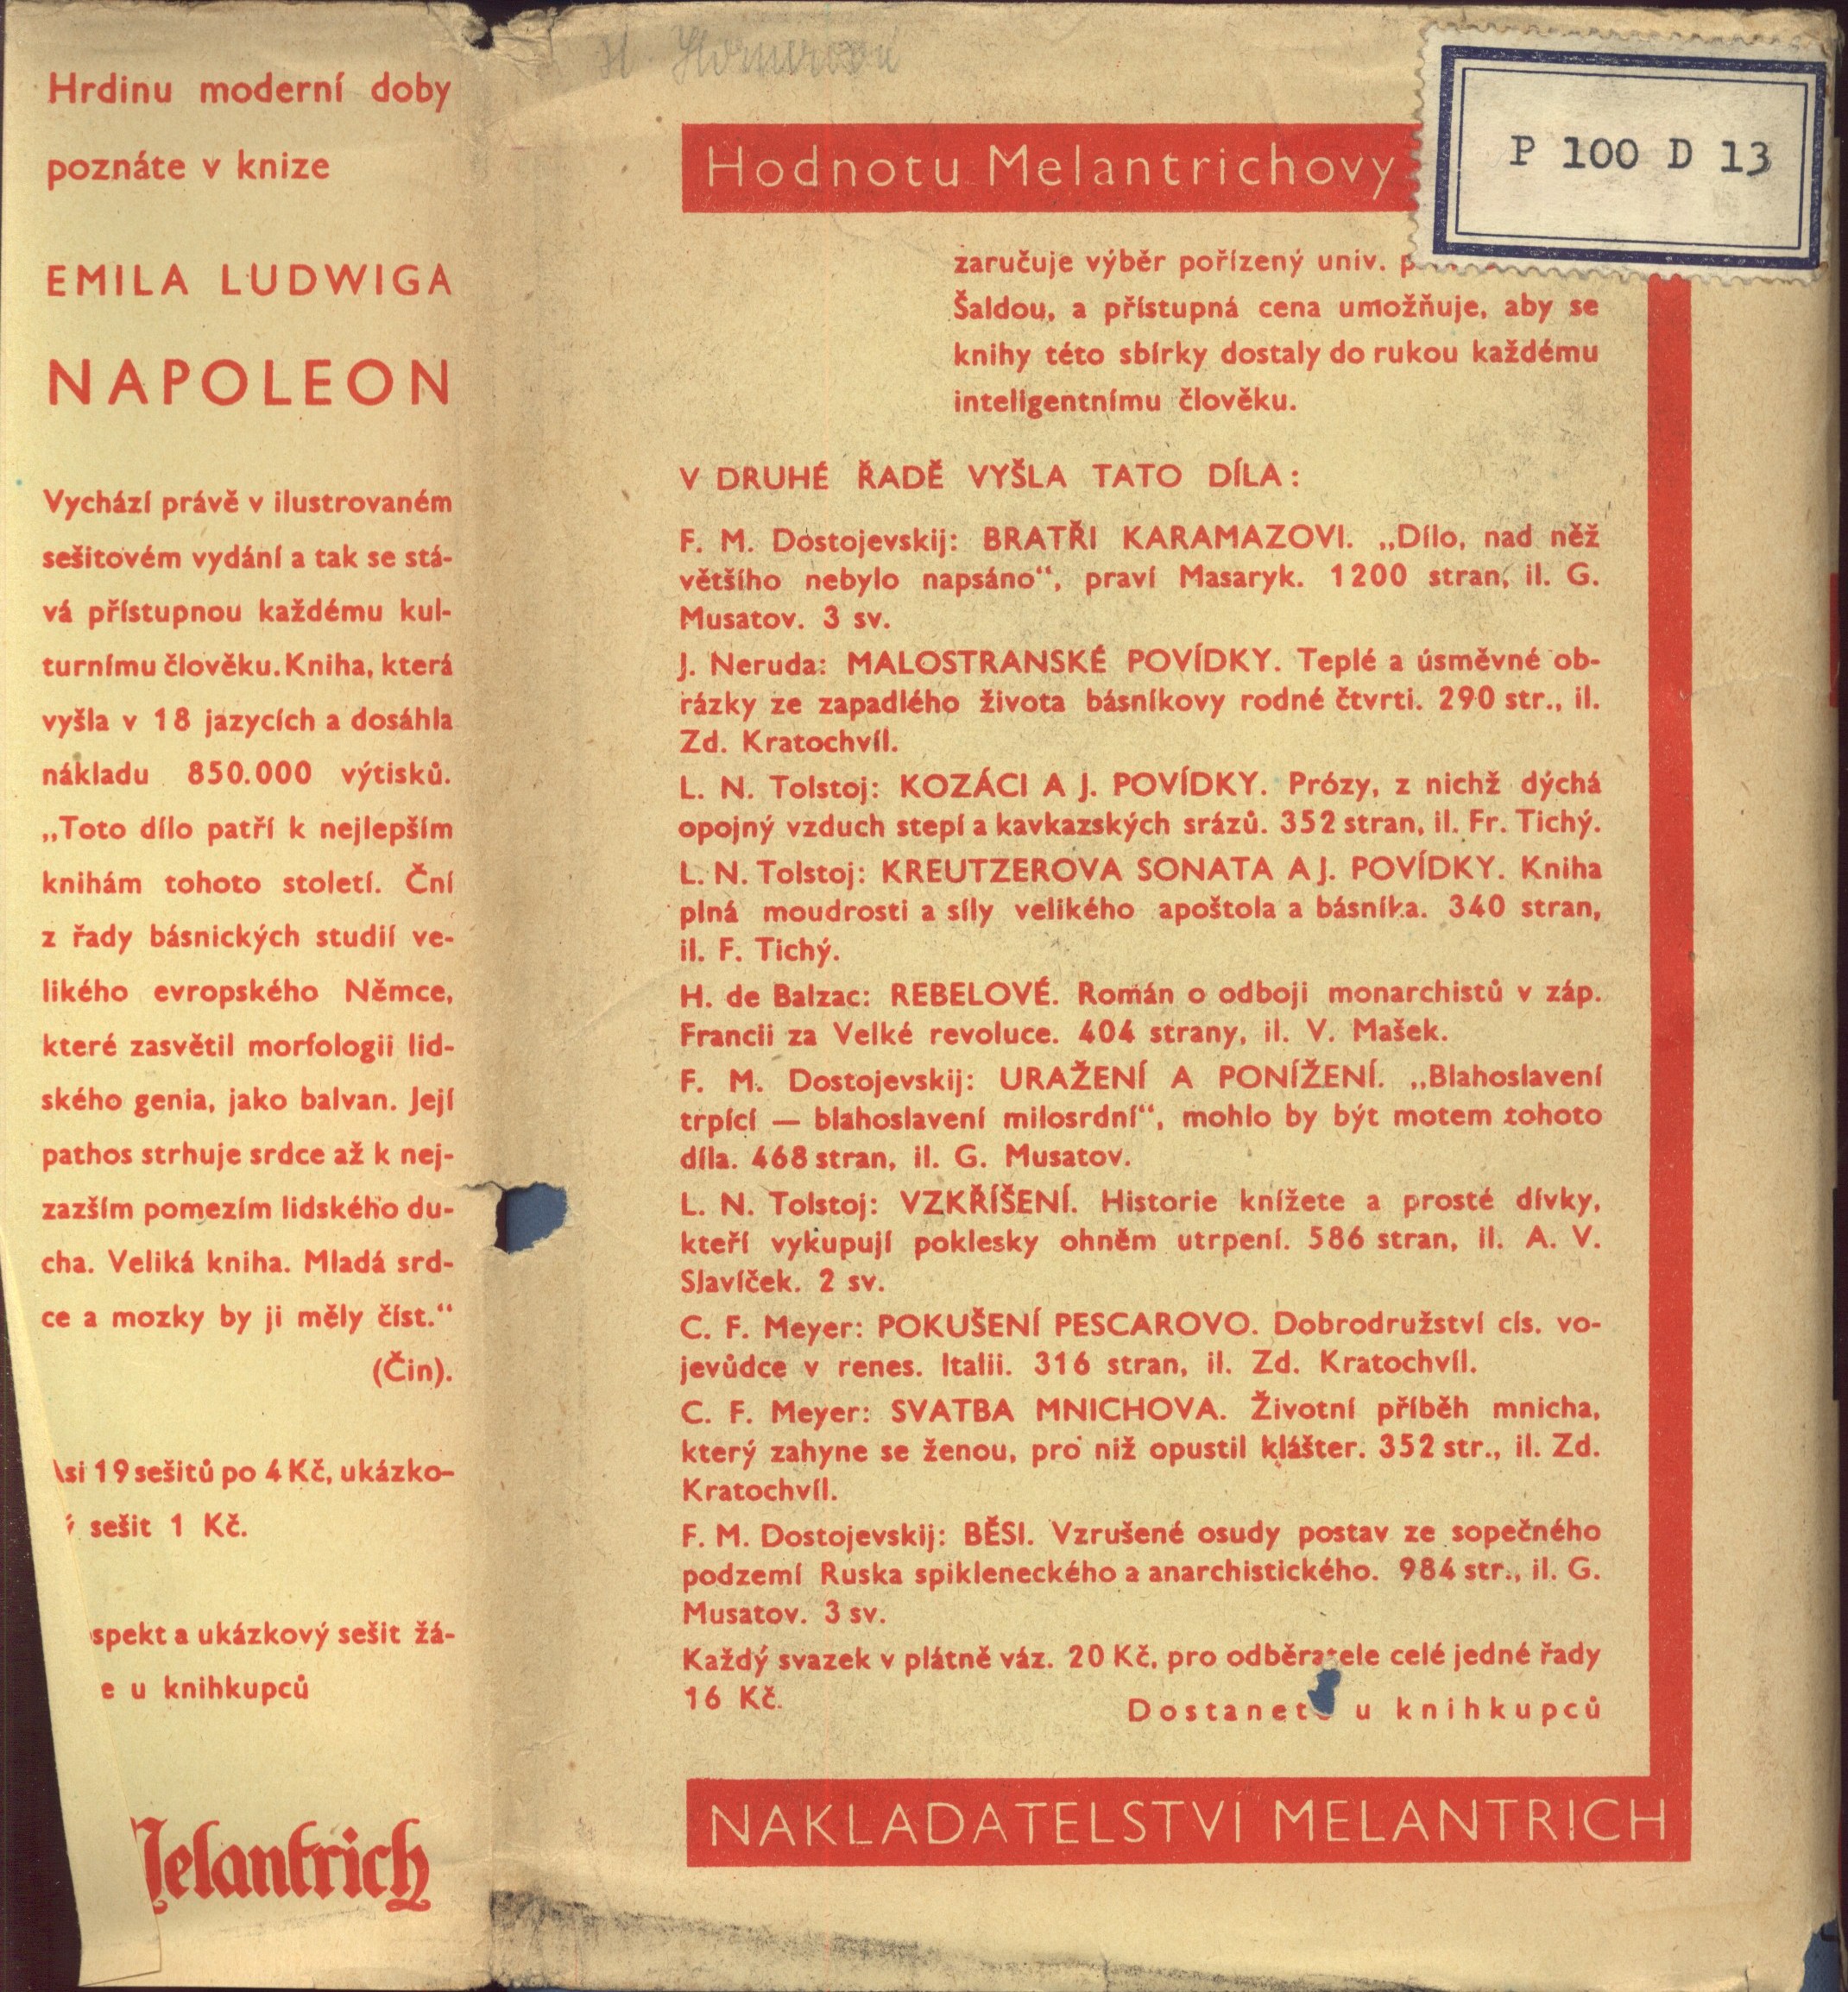 Hrdinu moderní doby
poznáte v knize
EMILA LUDWIGA
NAPOLEON
Vychází právě v ilustrovaném
sešitovém vydání a tak se stá-
vá přístupnou každému kul-
turnímu člověku. Kniha, která
vyšla v 18 jazycích a dosáhla
nákladu 850.000 výtisků.
„Toto dílo patří k nejlepším
knihám tohoto století. Ční
z řady básnických studií ve-
likého evropského Němce,
které zasvětil morfologii lid-
ského genia, jako balvan. Její
pathos strhuje srdce až k nej-
zazším pomezím lidského du-
cha. Veliká kniha. Mladá srd-
ce a mozky by ji měly číst.“
(Čin).
19 sešitů po 4 Kč, ukázko-
sešit 1 Kč.
a ukázkový sešit žá-
u knihkupců
P 100 D 13
Hodnotu Melantrichovy
zaručuje výběr pořízený univ.
Šaldou, a přístupná cena umožňuje, aby se
knihy této sbírky dostaly do rukou každému
inteligentnímu člověku.
V DRUHÉ ŘADĚ VYŠLA TATO DÍLA:
F. M. Dostojevskij: BRATŘI KARAMAZOVI. „Dílo, nad něž
většího nebylo napsáno“, praví Masaryk. 1200 stran, il. G.
Musatov. 3 sv.
J. Neruda: MALOSTRANSKÉ POVÍDKY. Teplé a úsměvné ob-
rázky ze zapadlého života básníkovy rodné čtvrti. 290 str., il.
Zd. Kratochvíl.
L. N. Tolstoj: KOZÁCI A J. POVÍDKY. Prózy, z nichž dýchá
opojný vzduch stepí a kavkazských srázů. 352 stran, il. Fr. Tichý.
L. N. Tolstoj: KREUTZEROVA SONATA A J. POVÍDKY. Kniha
plná moudrosti a síly velikého apoštola a básníka. 340 stran,
il. F. Tichý.
H. de Balzac: REBELOVÉ. Román o odboji monarchistů v záp.
Francii za Velké revoluce. 404 strany, il. V. Mašek.
F. M. Dostojevskij: URAŽENÍ A PONÍŽENÍ. „Blahoslavení
trpící — blahoslavení milosrdní“, mohlo by být motem tohoto
díla. 468 stran, il. G. Musatov.
L. N. Tolstoj: VZKŘÍŠENÍ. Historie knížete a prosté dívky,
kteří vykupují poklesky ohněm utrpení. 586 stran, il. A. V.
Slavíček. 2 sv.
C. F. Meyer: POKUŠENÍ PESCAROVO. Dobrodružství cís. vo-
jevůdce v renes. Italii. 316 stran, il. Zd. Kratochvíl.
C. F. Meyer: SVATBA MNICHOVA. Životní příběh mnicha,
který zahyne se ženou, pro niž opustil klášter. 352 str., il. Zd.
Kratochvíl.
F. M. Dostojevskij: BĚSI. Vzrušené osudy postav ze sopečného
podzemí Ruska spikleneckého a anarchistického. 984 str., il. G.
Musatov. 3 sv.
Každý svazek v plátně váz. 20 Kč, pro odběratele celé jedné řady
16 Kč.
Dostanete u knihkupců
NAKLADATELSTVÍ MELANTRICH